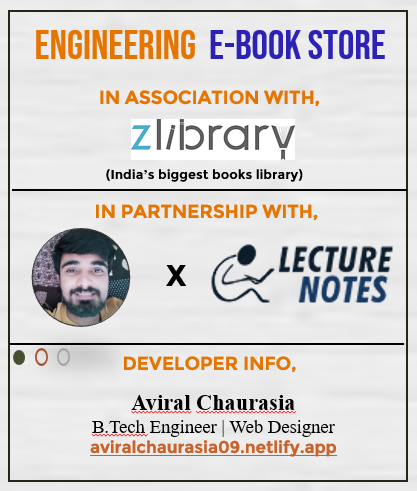 ENGINEERING E-BOOK STORE
IN ASSOCIATION WITH,
zlibrary
(India's biggest books library)
IN PARTNERSHIP WITH,
X LECTURE
NOTES
DEVELOPER INFO,
Aviral Chaurasia
B.Tech Engineer | Web Designer
aviralchaurasia09.netlify.app